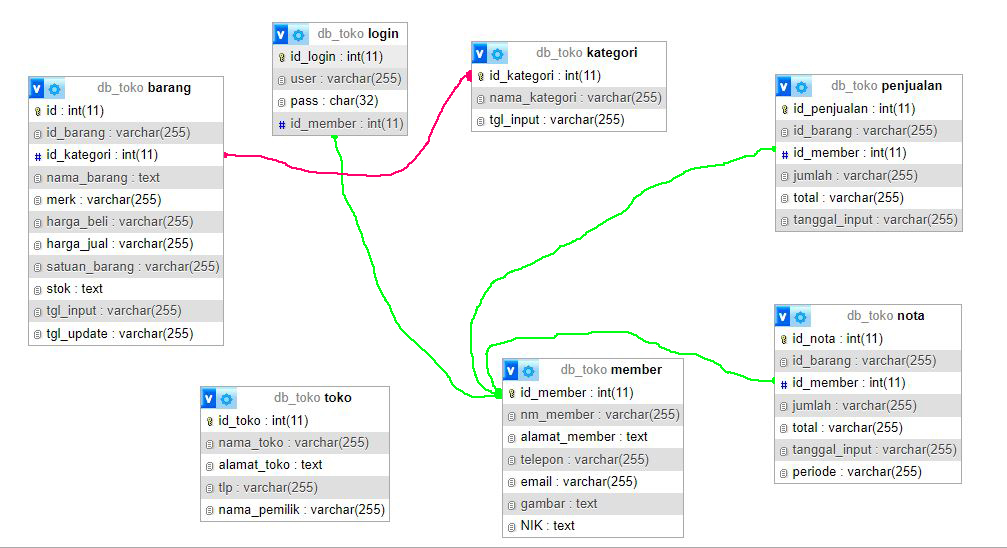 db_toko barang
id : int(11)
id_barang : varchar(255)
id_kategori : int(11)
nama_barang : text
merk : varchar(255)
harga_beli : varchar(255)
harga_jual : varchar(255)
satuan_barang : varchar(255)
stok : text
tgl_input : varchar(255)
tgl_update : varchar(255)
db_toko login
id_login : int(11)
user : varchar(255)
pass : char(32)
id_member : int(11)
db_toko kategori
id_kategori : int(11)
nama_kategori : varchar(255)
tgl_input : varchar(255)
db_toko penjualan
id_penjualan : int(11)
id_barang : varchar(255)
id_member : int(11)
jumlah : varchar(255)
total : varchar(255)
tanggal_input : varchar(255)
db_toko toko
id_toko : int(11)
nama_toko : varchar(255)
alamat_toko : text
tlp : varchar(255)
nama_pemilik : varchar(255)
db_toko member
id_member : int(11)
nm_member : varchar(255)
alamat_member : text
telepon : varchar(255)
email : varchar(255)
gambar : text
NIK : text
db_toko nota
id_nota : int(11)
id_barang : varchar(255)
id_member : int(11)
jumlah : varchar(255)
total : varchar(255)
tanggal_input : varchar(255)
periode : varchar(255)